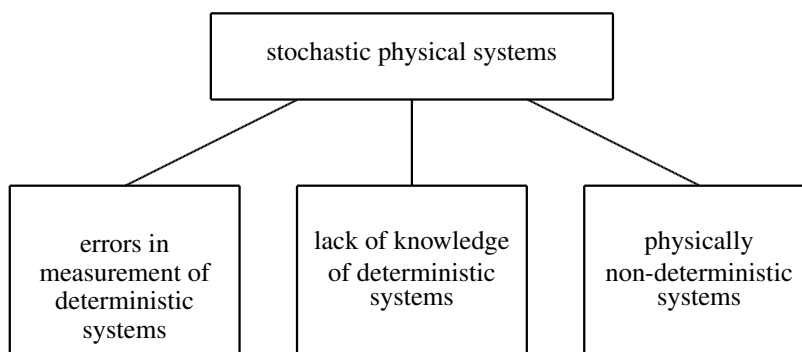 stochastic physical systems
errors in
measurement of
deterministic
systems
lack of knowledge
of deterministic
systems
physically
non-deterministic
systems